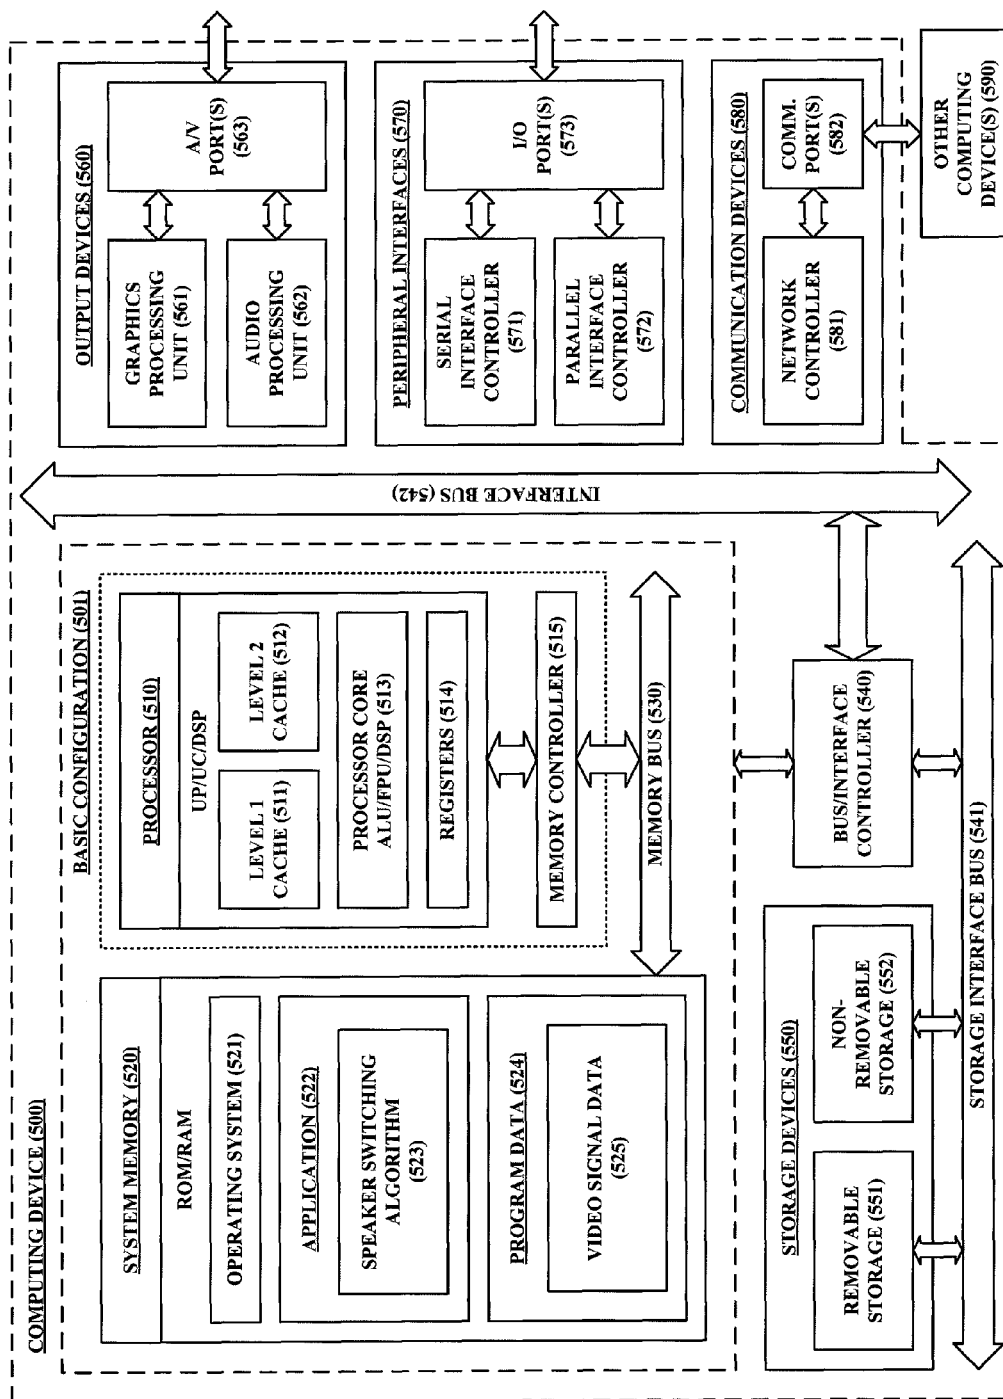 COMPUTING DEVICE (500)
BASIC CONFIGURATION (501)
SYSTEM MEMORY (520)
ROM/RAM
OPERATING SYSTEM (521)
APPLICATION (522)
SPEAKER SWITCHING
ALGORITHM
(523)
PROGRAM DATA (524)
VIDEO SIGNAL DATA
(525)
PROCESSOR (510)
UP/UC/DSP
LEVEL 1
CACHE (511)
LEVEL 2
CACHE (512)
PROCESSOR CORE
ALU/FPU/DSP (513)
REGISTERS (514)
MEMORY CONTROLLER (515)
MEMORY BUS (530)
BUS/INTERFACE
CONTROLLER (540)
STORAGE DEVICES (550)
REMOVABLE
STORAGE (551)
NON-
REMOVABLE
STORAGE (552)
STORAGE INTERFACE BUS (541)
INTERFACE BUS (542)
OUTPUT DEVICES (560)
GRAPHICS
PROCESSING
UNIT (561)
AUDIO
PROCESSING
UNIT (562)
A/V
PORT(S)
(563)
PERIPHERAL INTERFACES (570)
SERIAL
INTERFACE
CONTROLLER
(571)
PARALLEL
INTERFACE
CONTROLLER
(572)
I/O
PORT(S)
(573)
COMMUNICATION DEVICES (580)
NETWORK
CONTROLLER
(581)
COMM.
PORT(S)
(582)
OTHER
COMPUTING
DEVICE(S) (590)